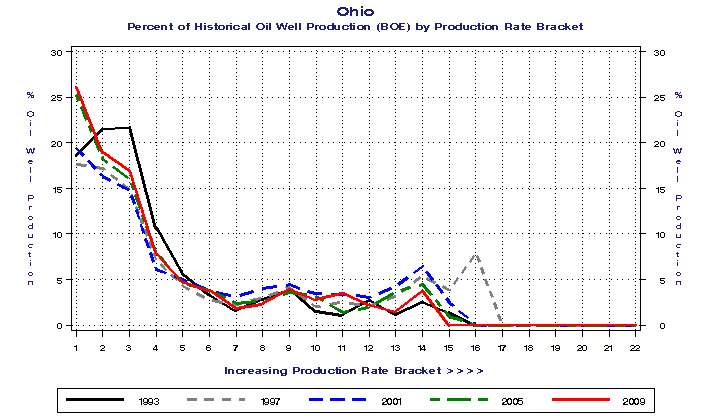 Ohio
Percent of Historical Oil Well Production (BOE) by Production Rate Bracket
30 30
25 25
20 20
15 15
10 10
5 5
0 0
% Oil Well Production
% Oil Well Production
1 2 3 4 5 6 7 8 9 10 11 12 13 14 15 16 17 18 19 20 21 22
Increasing Production Rate Bracket >>>>
1993 1997 2001 2005 2009